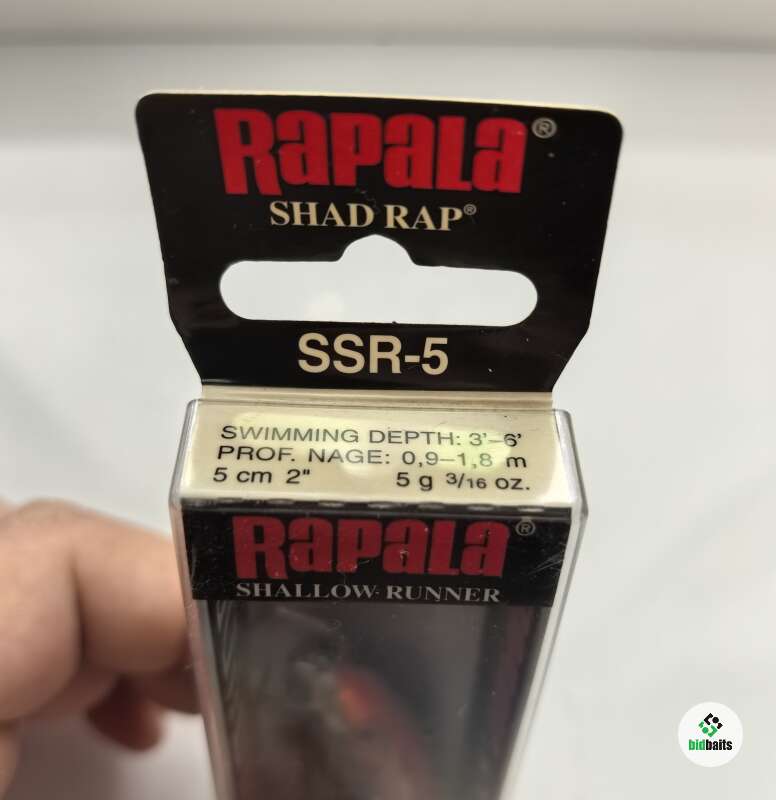 Rapala®
SHAD RAP®
SSR-5
SWIMMING DEPTH: 3'–6'
PROF. NAGE: 0,9–1,8 m
5 cm 2" 5 g 3/16 oz.
Rapala®
SHALLOW RUNNER
bidbaits